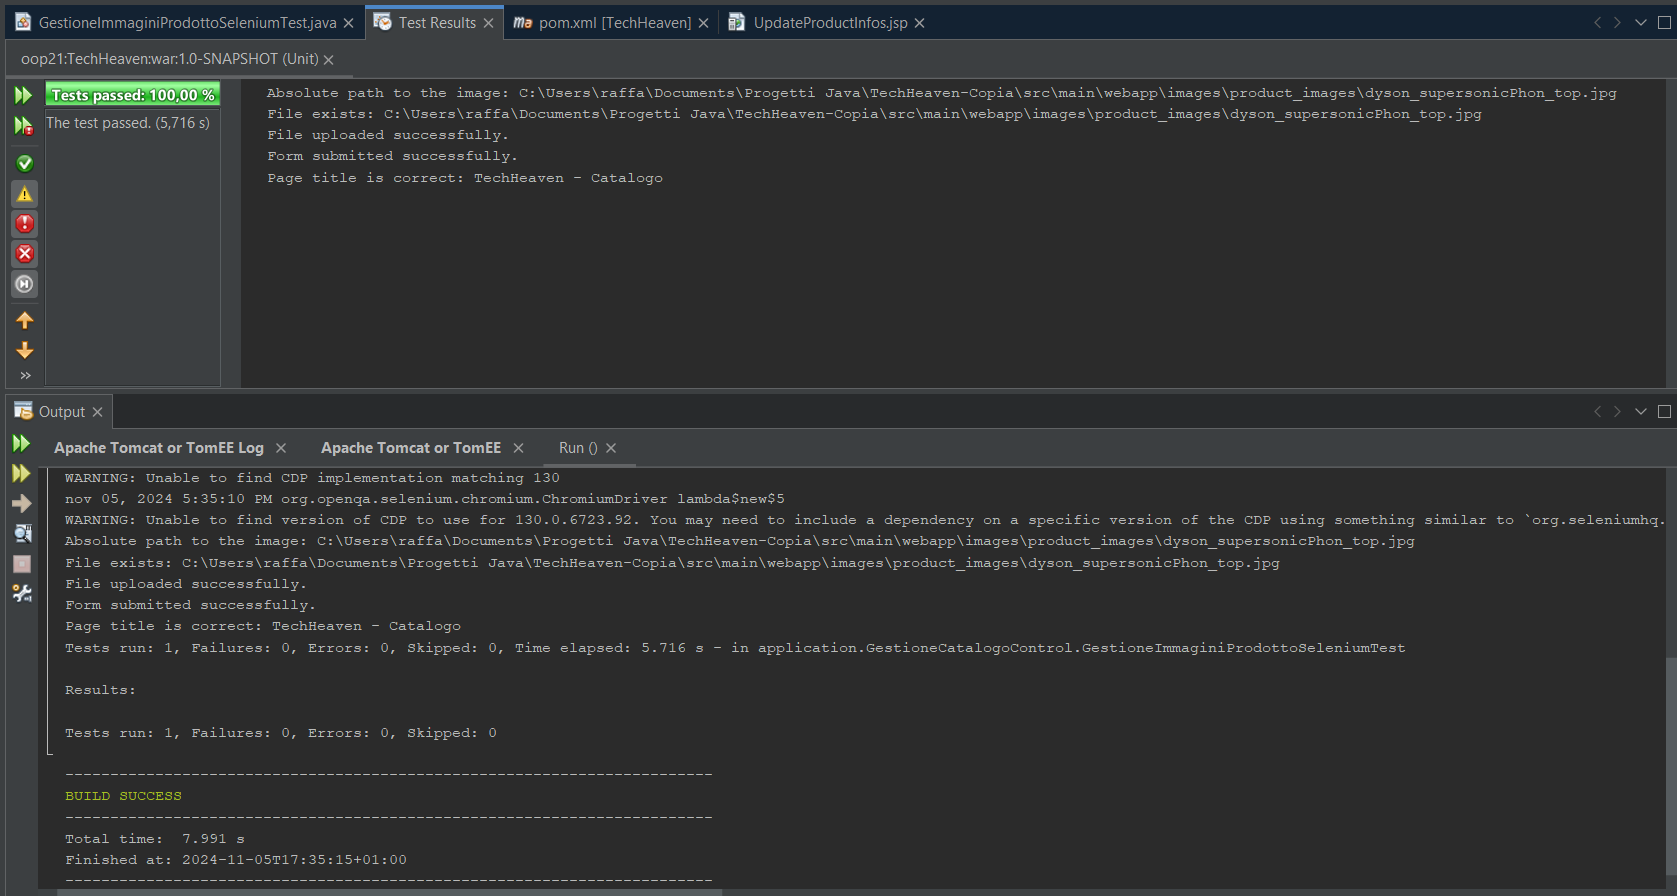 GestioneImmaginiProdottoSeleniumTest.java
Test Results
pom.xml [TechHeaven]
UpdateProductInfos.jsp
oop21:TechHeaven:war:1.0-SNAPSHOT (Unit)
Tests passed: 100,00 %
The test passed. (5,716 s)
Absolute path to the image: C:\Users\raffa\Documents\Progetti Java\TechHeaven-Copia\src\main\webapp\images\product_images\dyson_supersonicPhon_top.jpg
File exists: C:\Users\raffa\Documents\Progetti Java\TechHeaven-Copia\src\main\webapp\images\product_images\dyson_supersonicPhon_top.jpg
File uploaded successfully.
Form submitted successfully.
Page title is correct: TechHeaven - Catalogo
Output
Apache Tomcat or TomEE Log
Apache Tomcat or TomEE
Run ()
WARNING: Unable to find CDP implementation matching 130
nov 05, 2024 5:35:10 PM org.openqa.selenium.chromium.ChromiumDriver lambda$new$5
WARNING: Unable to find version of CDP to use for 130.0.6723.92. You may need to include a dependency on a specific version of the CDP using something similar to `org.seleniumhq.
Absolute path to the image: C:\Users\raffa\Documents\Progetti Java\TechHeaven-Copia\src\main\webapp\images\product_images\dyson_supersonicPhon_top.jpg
File exists: C:\Users\raffa\Documents\Progetti Java\TechHeaven-Copia\src\main\webapp\images\product_images\dyson_supersonicPhon_top.jpg
File uploaded successfully.
Form submitted successfully.
Page title is correct: TechHeaven - Catalogo
Tests run: 1, Failures: 0, Errors: 0, Skipped: 0, Time elapsed: 5.716 s - in application.GestioneCatalogoControl.GestioneImmaginiProdottoSeleniumTest
Results:
Tests run: 1, Failures: 0, Errors: 0, Skipped: 0
------------------------------------------------------------------------
BUILD SUCCESS
------------------------------------------------------------------------
Total time:  7.991 s
Finished at: 2024-11-05T17:35:15+01:00
------------------------------------------------------------------------